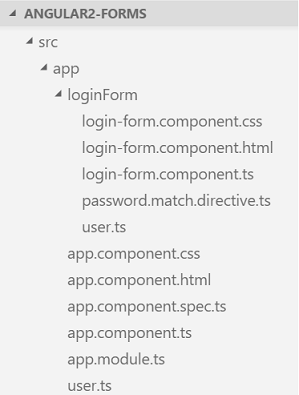 ANGULAR2-FORMS
src
app
loginForm
login-form.component.css
login-form.component.html
login-form.component.ts
password.match.directive.ts
user.ts
app.component.css
app.component.html
app.component.spec.ts
app.component.ts
app.module.ts
user.ts